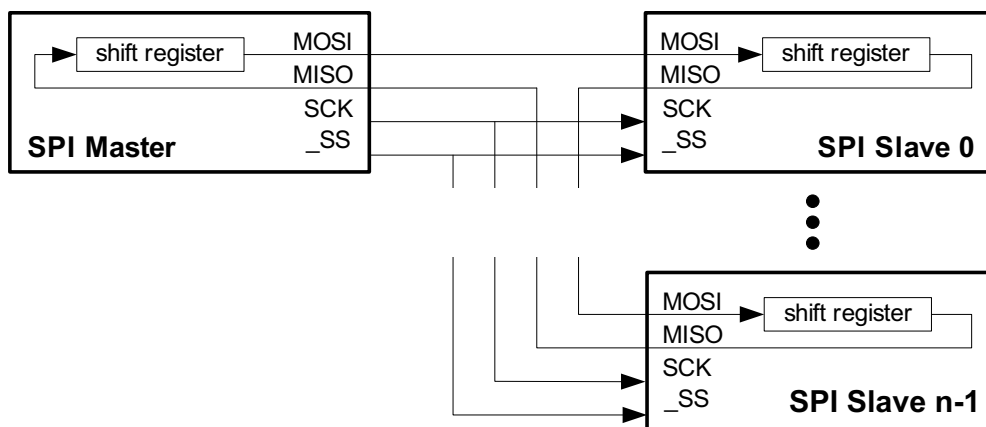 shift register
MOSI
MISO
SCK
_SS
SPI Master
MOSI
MISO
shift register
SCK
_SS
SPI Slave 0
MOSI
MISO
shift register
SCK
_SS
SPI Slave n-1